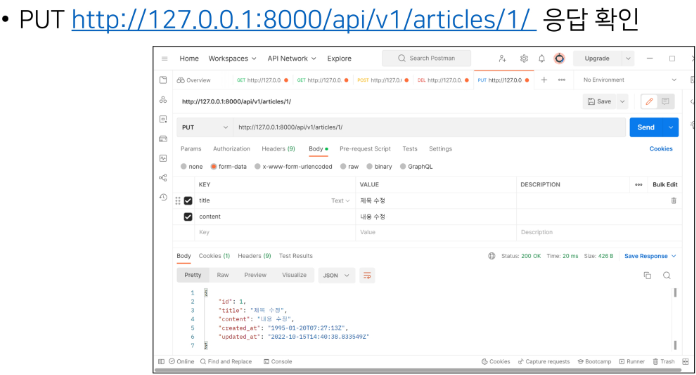 • PUT http://127.0.0.1:8000/api/v1/articles/1/ 응답 확인
Home Workspaces API Network Explore Search Postman Upgrade
Overview GET http://127.0.0 GET http://127.0.0 POST http://127.0.0 DEL http://127.0.0. PUT http://127.0.0 + No Environment
http://127.0.0.1:8000/api/v1/articles/1/ Save
PUT http://127.0.0.1:8000/api/v1/articles/1/ Send
Params Authorization Headers (9) Body Pre-request Script Tests Settings Cookies
none form-data x-www-form-urlencoded raw binary GraphQL
KEY VALUE DESCRIPTION Bulk Edit
title Text 제목 수정
content 내용 수정
Key Value Description
Body Cookies (1) Headers (9) Test Results Status: 200 OK Time: 20 ms Size: 426 B Save Response
Pretty Raw Preview Visualize JSON
1 {
2 "id": 1,
3 "title": "제목 수정",
4 "content": "내용 수정",
5 "created_at": "1995-01-20T07:27:13Z",
6 "updated_at": "2022-10-15T14:40:38.833549Z"
7 }
Online Find and Replace Console Cookies Capture requests Bootcamp Runner Trash